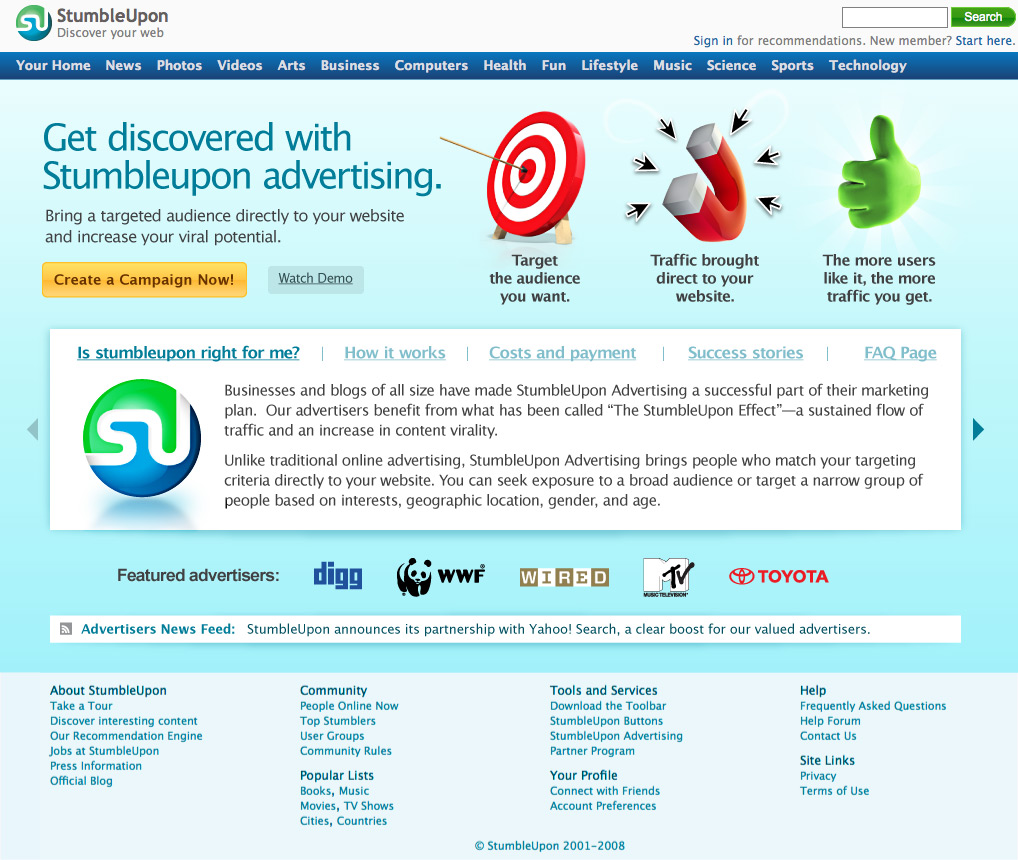 StumbleUpon
Discover your web
Search
Sign in for recommendations. New member? Start here.
Your Home News Photos Videos Arts Business Computers Health Fun Lifestyle Music Science Sports Technology
Get discovered with
Stumbleupon advertising.
Bring a targeted audience directly to your website
and increase your viral potential.
Create a Campaign Now! Watch Demo
Target
the audience
you want.
Traffic brought
direct to your
website.
The more users
like it, the more
traffic you get.
Is stumbleupon right for me? | How it works | Costs and payment | Success stories | FAQ Page
Businesses and blogs of all size have made StumbleUpon Advertising a successful part of their marketing
plan. Our advertisers benefit from what has been called “The StumbleUpon Effect”—a sustained flow of
traffic and an increase in content virality.
Unlike traditional online advertising, StumbleUpon Advertising brings people who match your targeting
criteria directly to your website. You can seek exposure to a broad audience or target a narrow group of
people based on interests, geographic location, gender, and age.
Featured advertisers: digg WWF WIRED MTV MUSIC TELEVISION® TOYOTA
Advertisers News Feed: StumbleUpon announces its partnership with Yahoo! Search, a clear boost for our valued advertisers.
About StumbleUpon
Take a Tour
Discover interesting content
Our Recommendation Engine
Jobs at StumbleUpon
Press Information
Official Blog
Community
People Online Now
Top Stumblers
User Groups
Community Rules
Popular Lists
Books, Music
Movies, TV Shows
Cities, Countries
Tools and Services
Download the Toolbar
StumbleUpon Buttons
StumbleUpon Advertising
Partner Program
Your Profile
Connect with Friends
Account Preferences
Help
Frequently Asked Questions
Help Forum
Contact Us
Site Links
Privacy
Terms of Use
© StumbleUpon 2001-2008